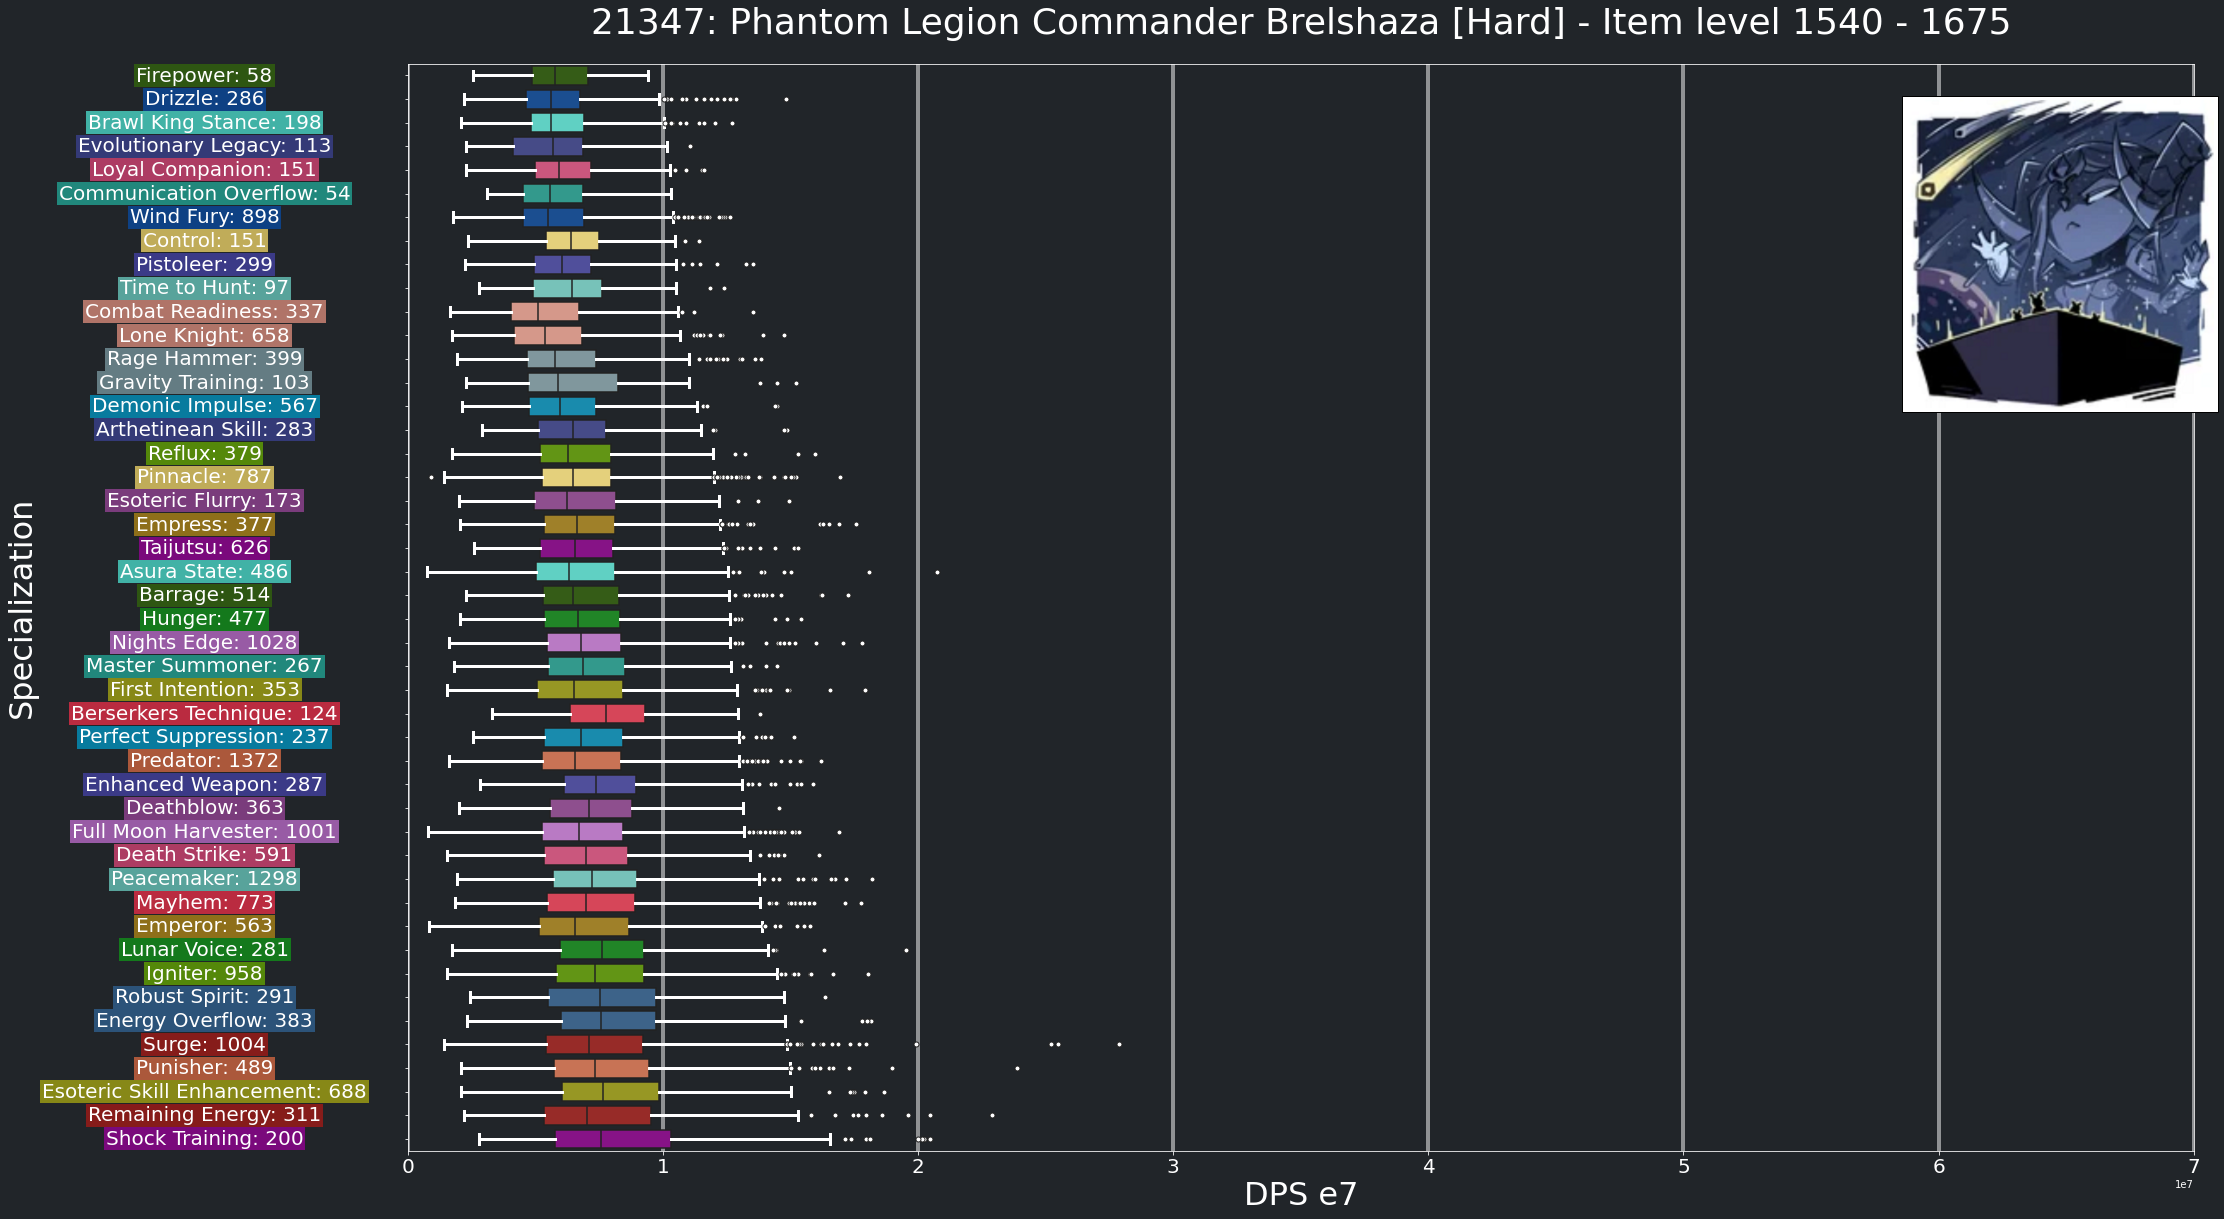 21347: Phantom Legion Commander Brelshaza [Hard] - Item level 1540 - 1675
Specialization
Firepower: 58
Drizzle: 286
Brawl King Stance: 198
Evolutionary Legacy: 113
Loyal Companion: 151
Communication Overflow: 54
Wind Fury: 898
Control: 151
Pistoleer: 299
Time to Hunt: 97
Combat Readiness: 337
Lone Knight: 658
Rage Hammer: 399
Gravity Training: 103
Demonic Impulse: 567
Arthetinean Skill: 283
Reflux: 379
Pinnacle: 787
Esoteric Flurry: 173
Empress: 377
Taijutsu: 626
Asura State: 486
Barrage: 514
Hunger: 477
Nights Edge: 1028
Master Summoner: 267
First Intention: 353
Berserkers Technique: 124
Perfect Suppression: 237
Predator: 1372
Enhanced Weapon: 287
Deathblow: 363
Full Moon Harvester: 1001
Death Strike: 591
Peacemaker: 1298
Mayhem: 773
Emperor: 563
Lunar Voice: 281
Igniter: 958
Robust Spirit: 291
Energy Overflow: 383
Surge: 1004
Punisher: 489
Esoteric Skill Enhancement: 688
Remaining Energy: 311
Shock Training: 200
0 1 2 3 4 5 6 7
1e7
DPS e7